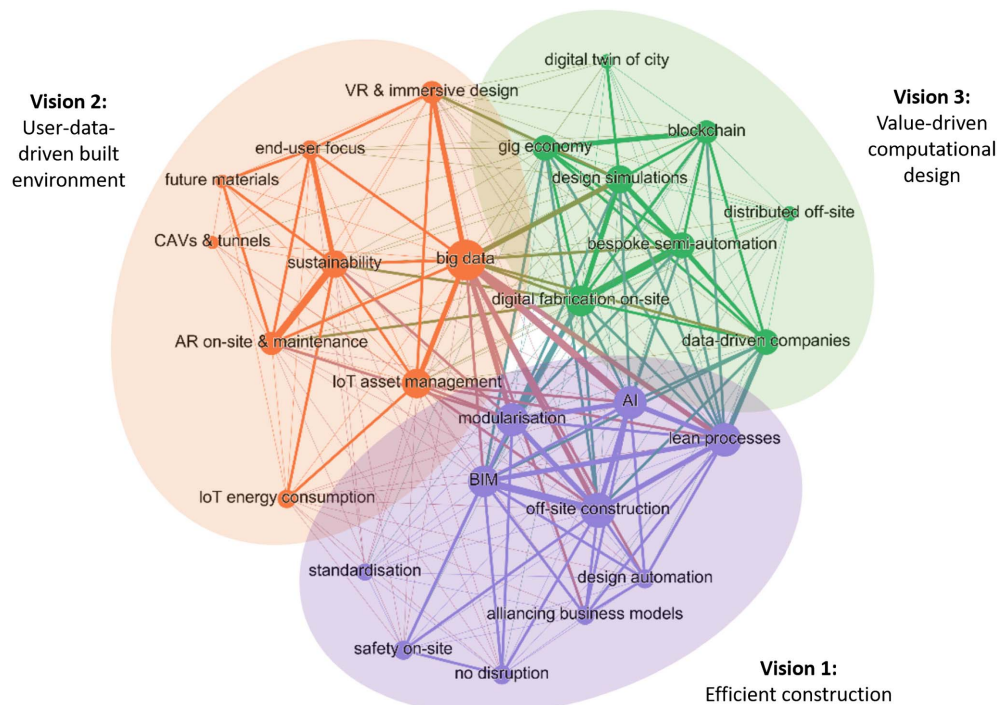 digital twin of city
VR & immersive design
Vision 2:
User-data-
driven built
environment
Vision 3:
Value-driven
computational
design
blockchain
end-user focus
gig economy
future materials
design simulations
distributed off-site
CAVs & tunnels
bespoke semi-automation
sustainability
big data
digital fabrication on-site
AR on-site & maintenance
data-driven companies
IoT asset management
AI
modularisation
lean processes
BIM
IoT energy consumption
off-site construction
standardisation
design automation
alliancing business models
safety on-site
no disruption
Vision 1:
Efficient construction